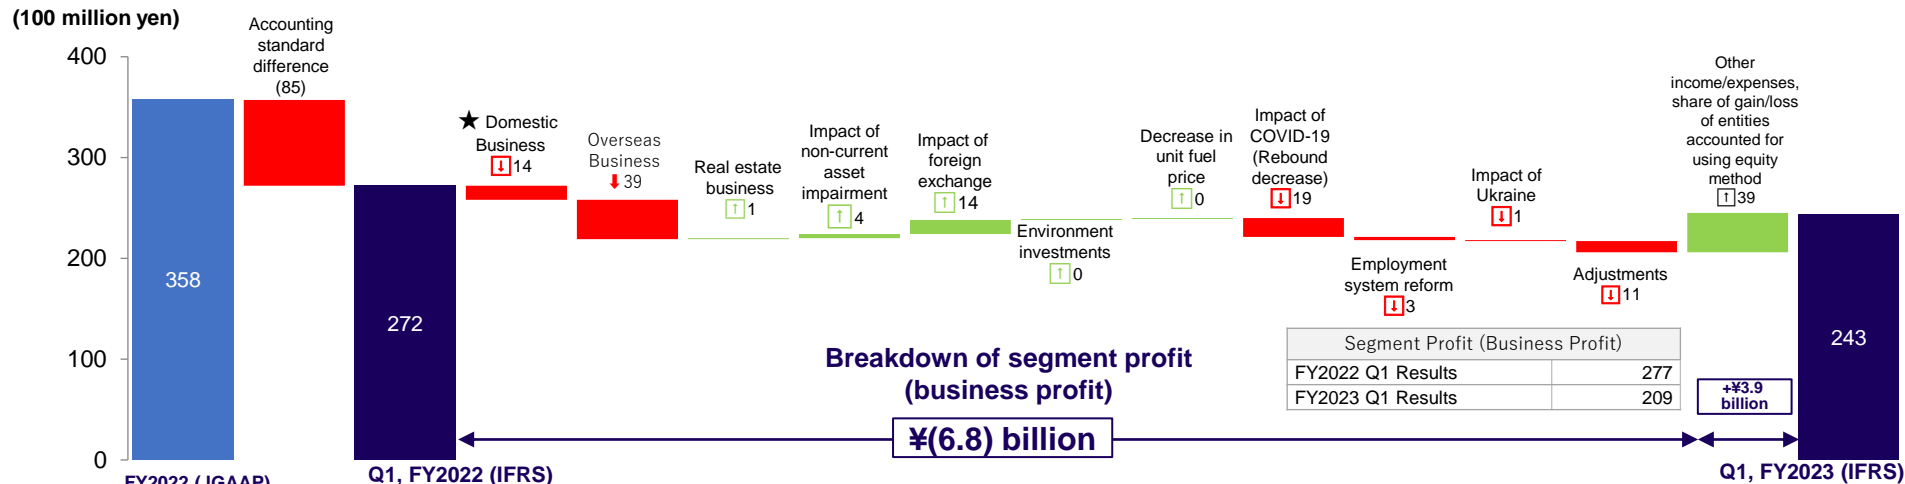 (100 million yen)
400
300
200
100
0
358
Accounting
standard
difference
(85)
272
★ Domestic
Business
↓14
Overseas
Business
⬇39
Real estate
business
↑1
Impact of
non-current
asset
impairment
↑4
Impact of
foreign
exchange
↑14
Environment
investments
↑0
Decrease in
unit fuel
price
↑0
Impact of
COVID-19
(Rebound
decrease)
↓19
Employment
system reform
↓3
Impact of
Ukraine
↓1
Adjustments
↓11
Other
income/expenses,
share of gain/loss
of entities
accounted for
using equity
method
↑39
243
Breakdown of segment profit
(business profit)
¥(6.8) billion
Segment Profit (Business Profit)
FY2022 Q1 Results 277
FY2023 Q1 Results 209
+¥3.9
billion
FY2022 (JGAAP)
Q1, FY2022 (IFRS)
Q1, FY2023 (IFRS)